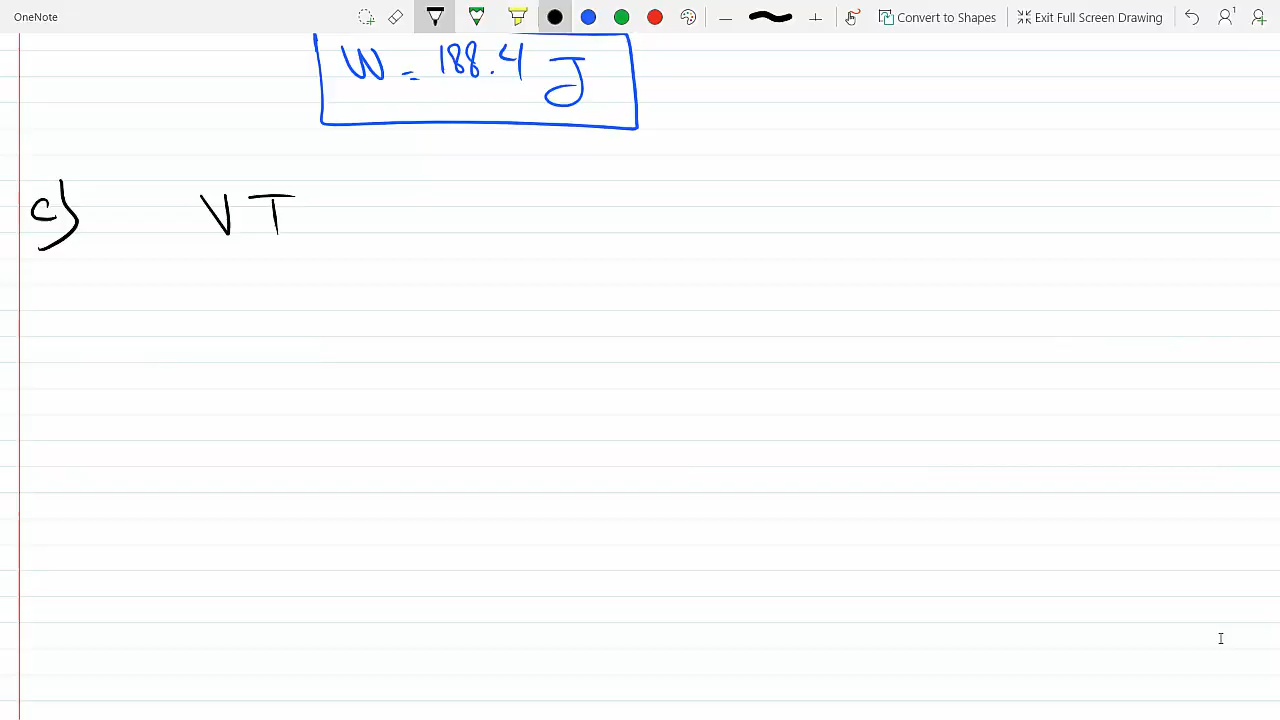 OneNote
Convert to Shapes
Exit Full Screen Drawing
W = 188.4 J
c) V T